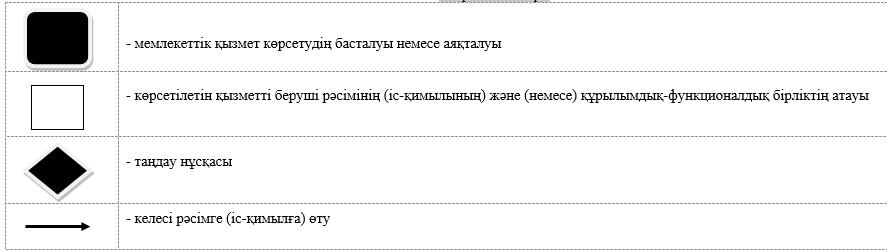 - мемлекеттік қызмет көрсетудің басталуы немесе аяқталуы
- көрсетілетін қызметті беруші рәсімінің (іс-қимылының) және (немесе) құрылымдық-функционалдық бірліктің атауы
- таңдау нұсқасы
- келесі рәсімге (іс-қимылға) өту